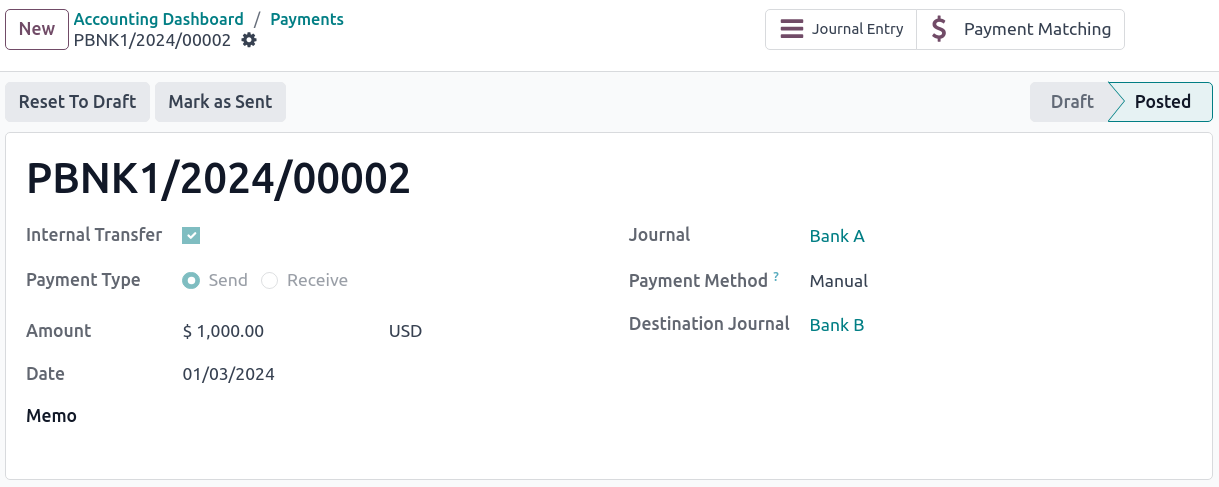 New
Accounting Dashboard / Payments
PBNK1/2024/00002
Journal Entry
$ Payment Matching
Reset To Draft
Mark as Sent
Draft
Posted
PBNK1/2024/00002
Internal Transfer
Payment Type Send Receive
Amount $ 1,000.00 USD
Date 01/03/2024
Memo
Journal Bank A
Payment Method ? Manual
Destination Journal Bank B